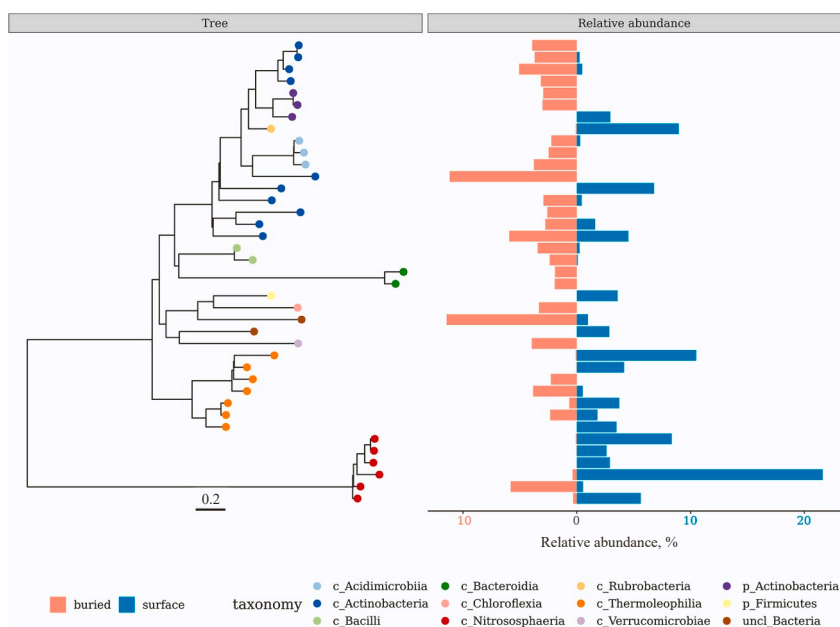 Tree
Relative abundance
0.2
10 0 10 20
Relative abundance, %
buried surface taxonomy
c_Acidimicrobiia c_Bacteroidia c_Rubrobacteria p_Actinobacteria
c_Actinobacteria c_Chloroflexia c_Thermoleophilia p_Firmicutes
c_Bacilli c_Nitrososphaeria c_Verrucomicrobiae uncl_Bacteria